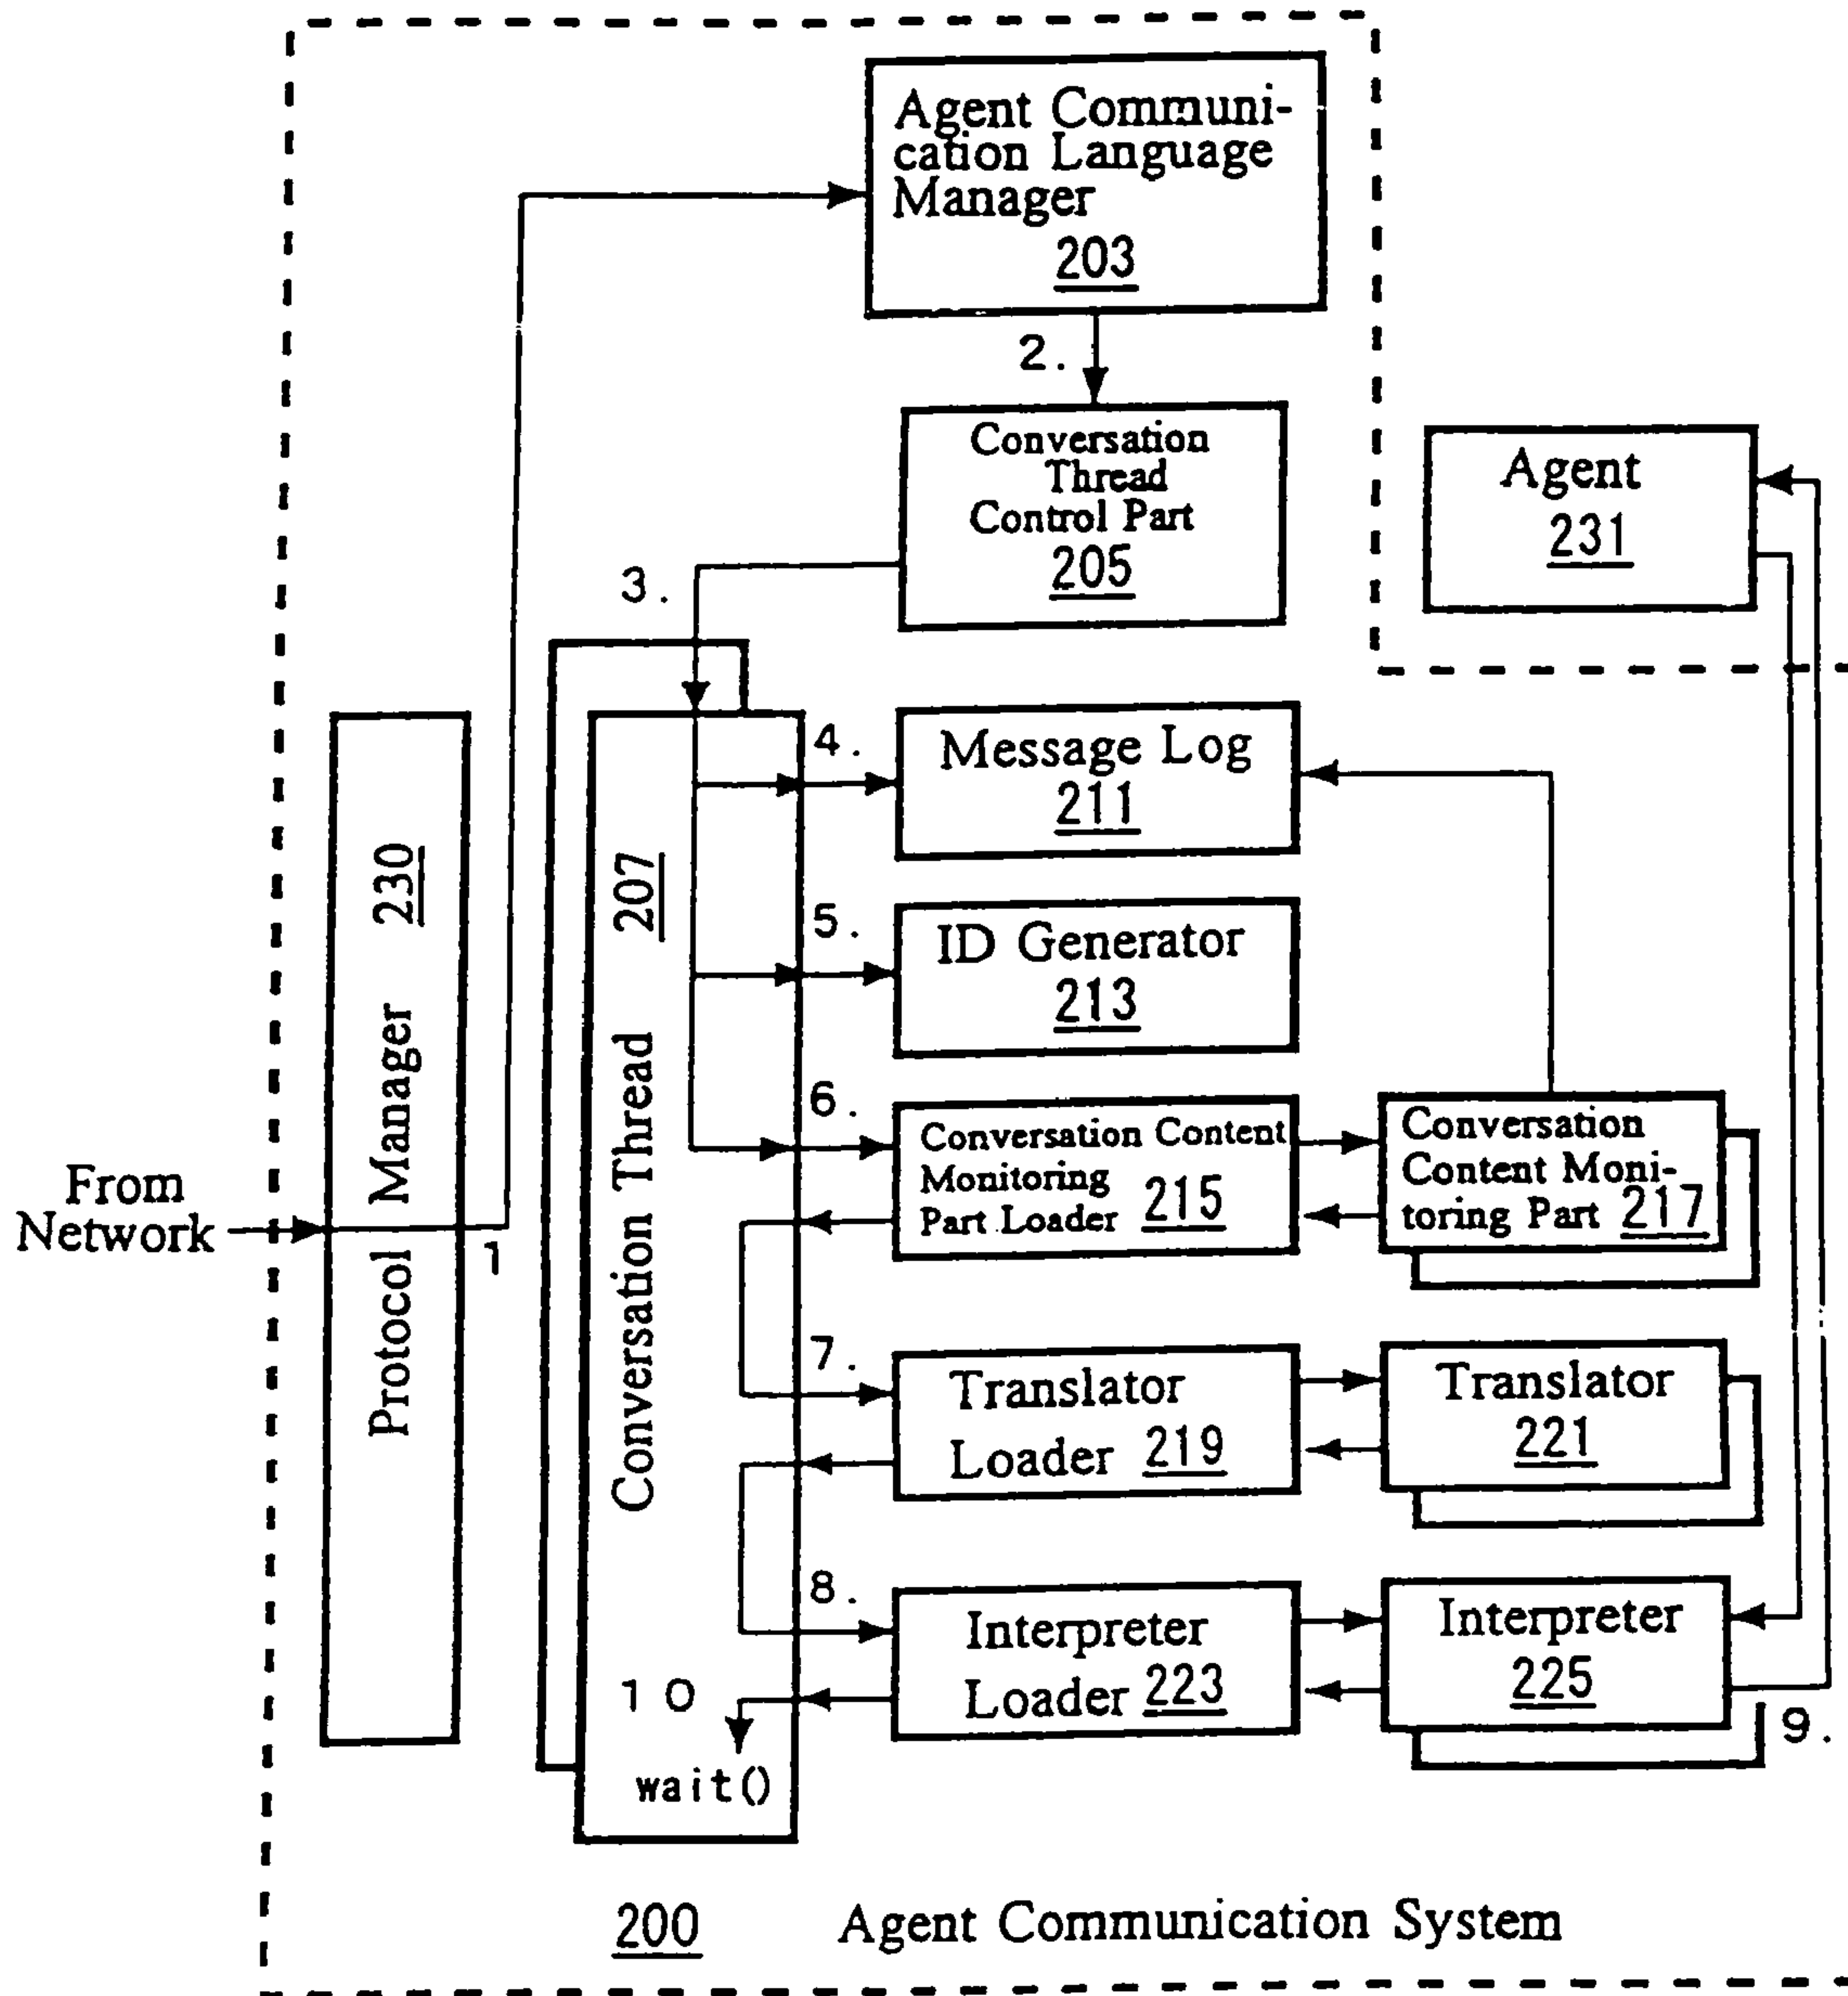 Agent Communi-
cation Language
Manager
203
2.
Conversation
Thread
Control Part
205
Agent
231
3.
4.
Message Log
211
Protocol Manager 230
Conversation Thread 207
5.
ID Generator
213
6.
Conversation Content
Monitoring
Part Loader 215
Conversation
Content Moni-
toring Part 217
From
Network
1
7.
Translator
Loader 219
Translator
221
8.
Interpreter
Loader 223
Interpreter
225
9.
10
wait()
200 Agent Communication System